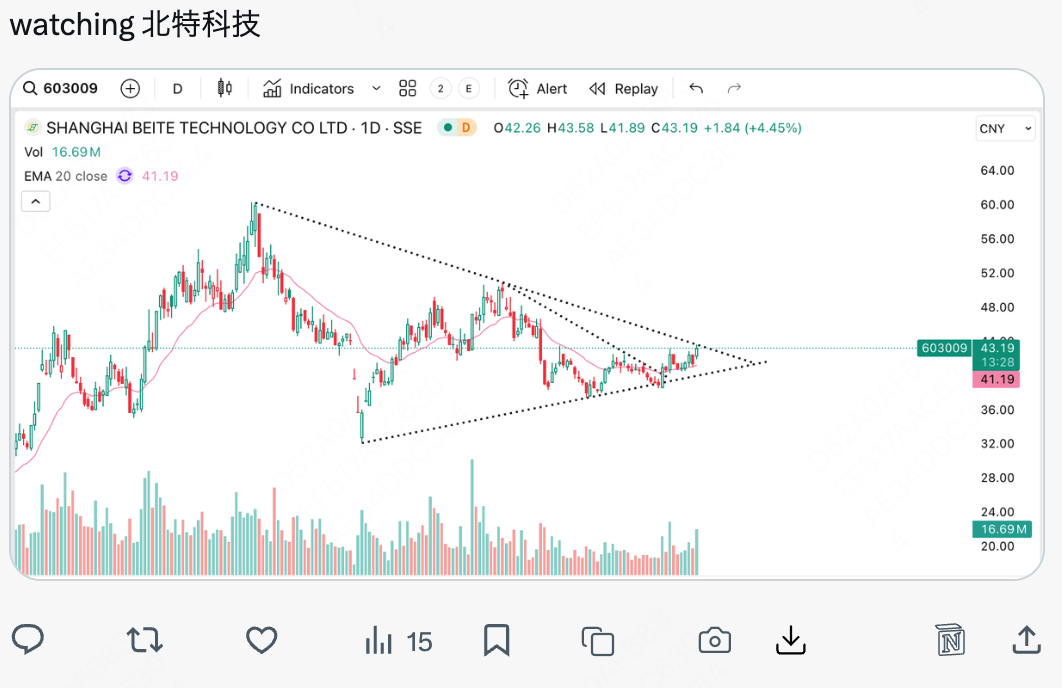 watching 北特科技
603009 D Indicators 2 E Alert Replay
SHANGHAI BEITE TECHNOLOGY CO LTD · 1D · SSE D O42.26 H43.58 L41.89 C43.19 +1.84 (+4.45%) CNY
Vol 16.69M
EMA 20 close 41.19
64.00
60.00
56.00
52.00
48.00
603009 43.19
13:28
41.19
36.00
32.00
28.00
24.00
16.69M
20.00
15
N